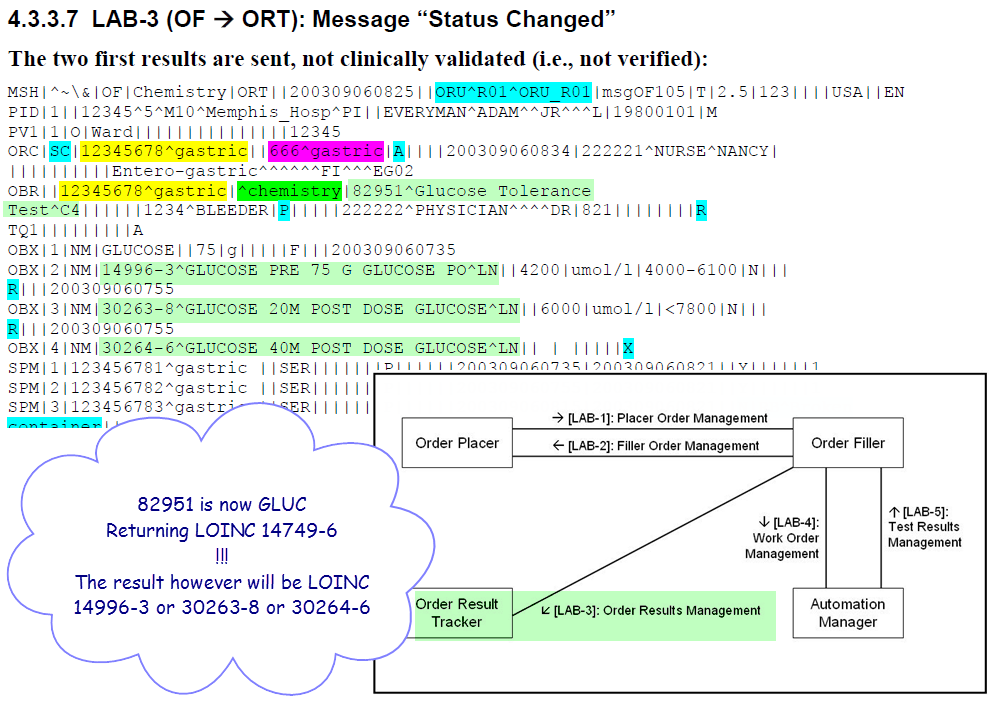 4.3.3.7 LAB-3 (OF → ORT): Message “Status Changed”
The two first results are sent, not clinically validated (i.e., not verified):
MSH|^~\&|OF|Chemistry|ORT||200309060825||ORU^R01^ORU_R01|msgOF105|T|2.5|123||||USA||EN
PID|1||12345^5^M10^Memphis_Hosp^PI||EVERYMAN^ADAM^^JR^^^L|19800101|M
PV1|1|O|Ward|||||||||||||||12345
ORC|SC|12345678^gastric||666^gastric|A||||200309060834|222221^NURSE^NANCY|
||||||||||Entero-gastric^^^^^^FI^^^EG02
OBR||12345678^gastric|^chemistry|82951^Glucose Tolerance
Test^C4||||||1234^BLEEDER|P|||||222222^PHYSICIAN^^^^DR|821||||||||R
TQ1|||||||||A
OBX|1|NM|GLUCOSE||75|g|||||F|||200309060735
OBX|2|NM|14996-3^GLUCOSE PRE 75 G GLUCOSE PO^LN||4200|umol/l|4000-6100|N|||
R|||200309060755
OBX|3|NM|30263-8^GLUCOSE 20M POST DOSE GLUCOSE^LN||6000|umol/l|<7800|N|||
R|||200309060755
OBX|4|NM|30264-6^GLUCOSE 40M POST DOSE GLUCOSE^LN|| | |||||X
SPM|1|123456781^gastric ||SER|||||||P||||||200309060735|200309060821||Y||||||1
SPM|2|123456782^gastric ||SER||||||
SPM|3|123456783^gastric ||SER||||||
container
82951 is now GLUC
Returning LOINC 14749-6
!!!
The result however will be LOINC
14996-3 or 30263-8 or 30264-6
→ [LAB-1]: Placer Order Management
Order Placer
Order Filler
← [LAB-2]: Filler Order Management
↓ [LAB-4]:
Work Order
Management
↑ [LAB-5]:
Test Results
Management
Order Result
Tracker
↙ [LAB-3]: Order Results Management
Automation
Manager